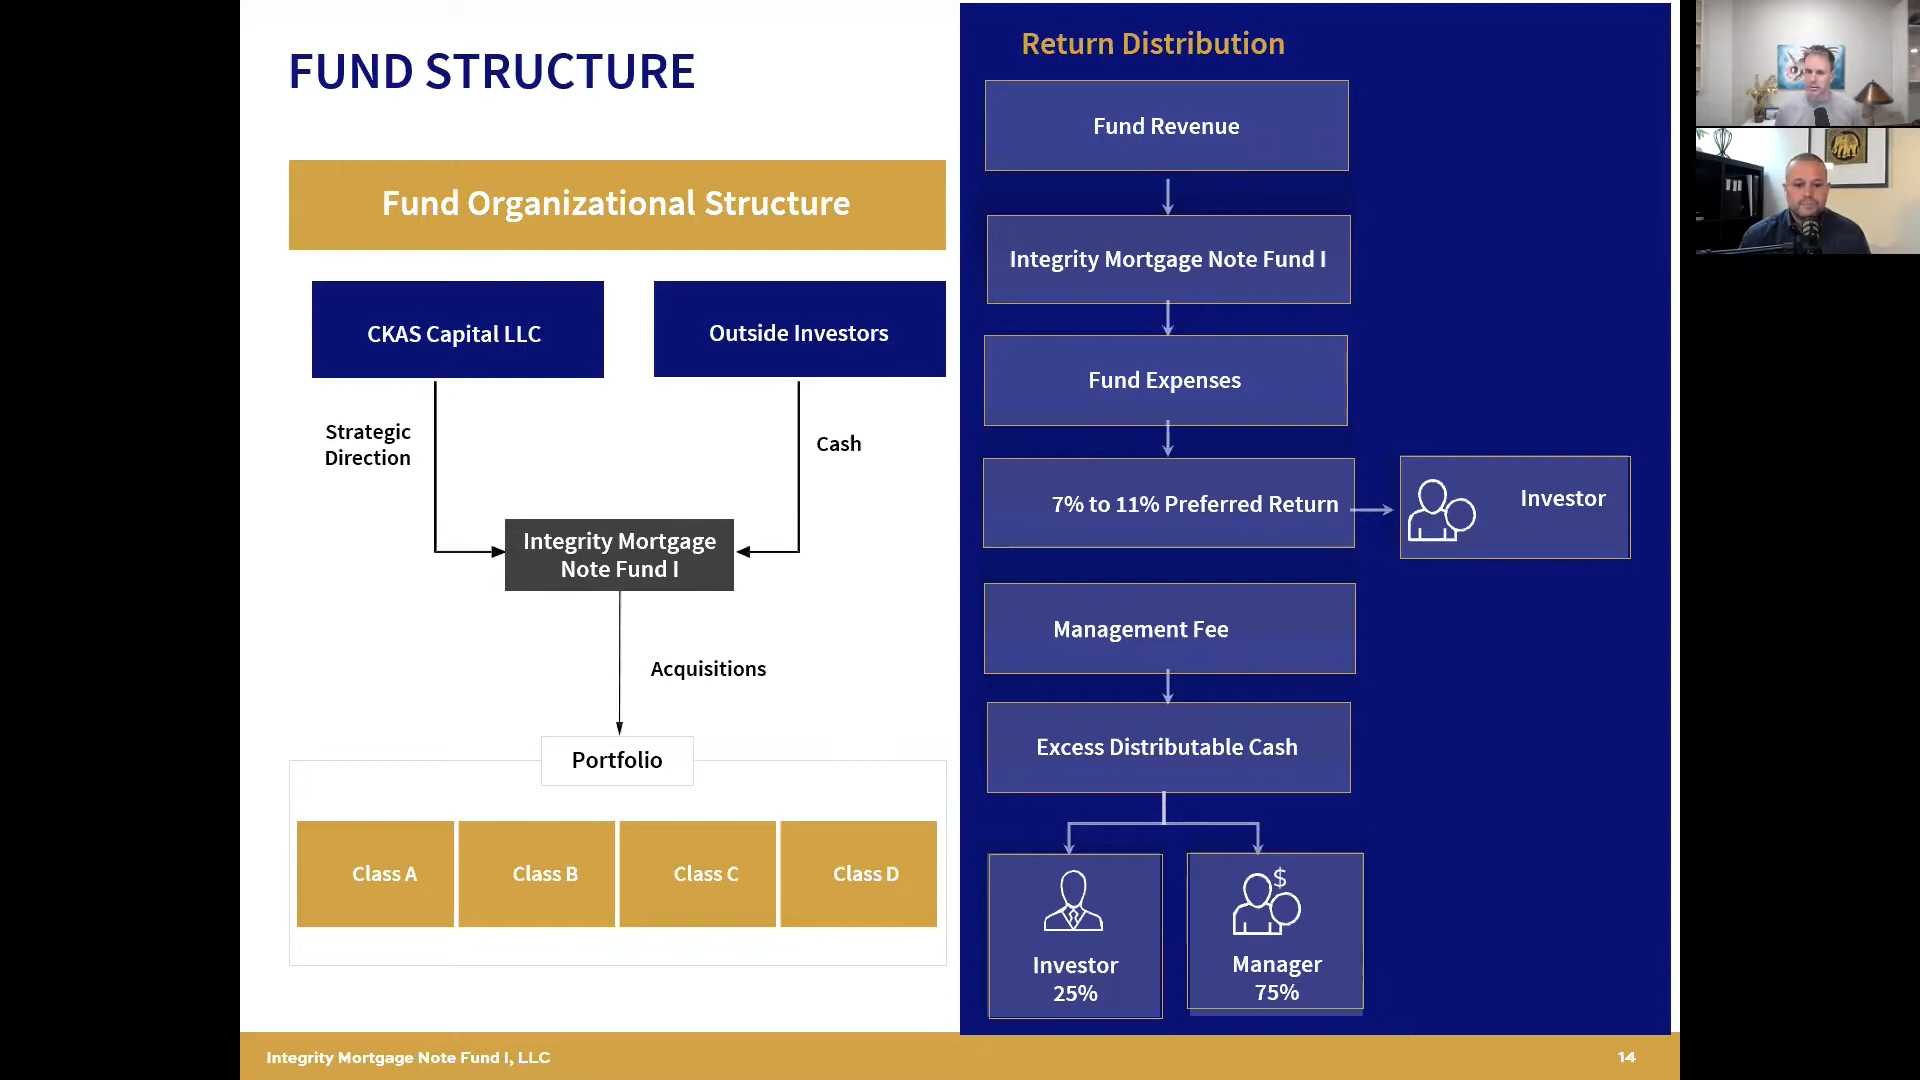 FUND STRUCTURE
Fund Organizational Structure
CKAS Capital LLC
Outside Investors
Strategic
Direction
Cash
Integrity Mortgage
Note Fund I
Acquisitions
Portfolio
Class A
Class B
Class C
Class D
Return Distribution
Fund Revenue
Integrity Mortgage Note Fund I
Fund Expenses
7% to 11% Preferred Return
Investor
Management Fee
Excess Distributable Cash
$
Investor
25%
Manager
75%
Integrity Mortgage Note Fund I, LLC
14